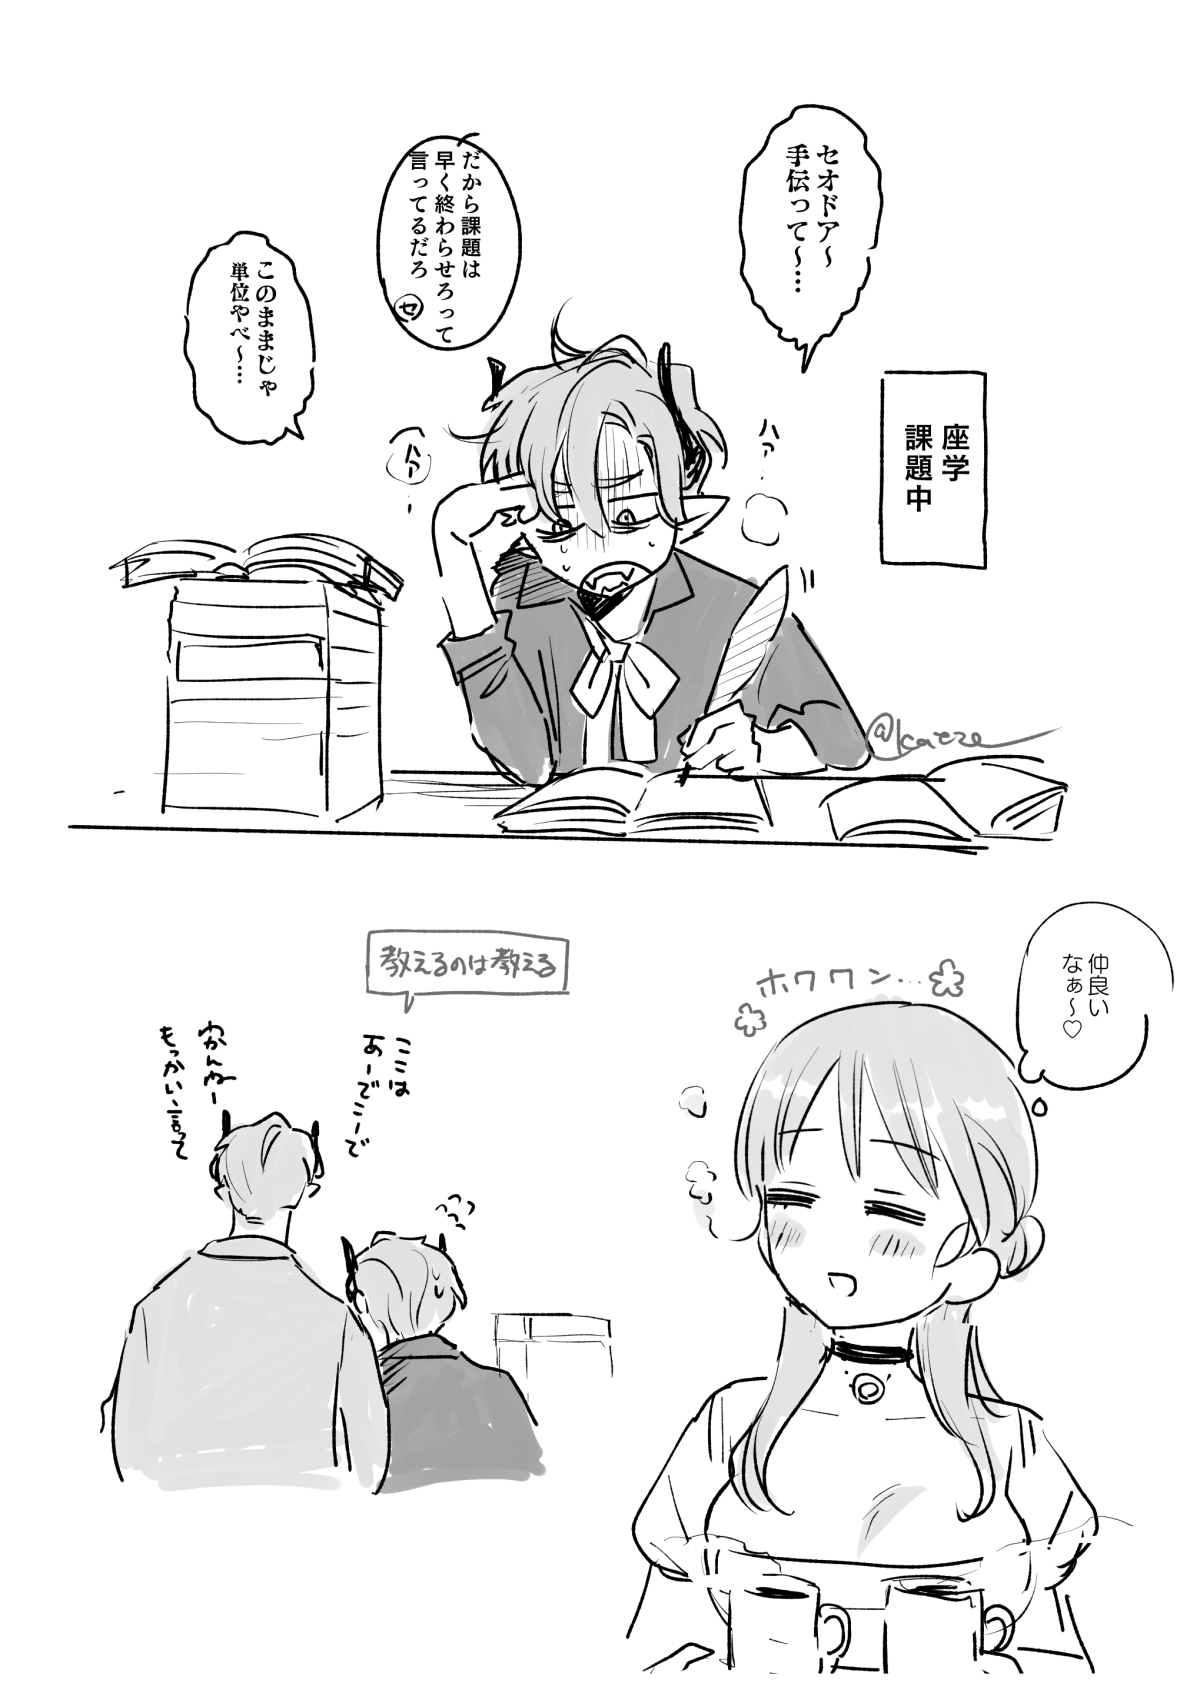 セオドア〜
手伝って〜…
座学
課題中
だから課題は
早く終わらせろって
言ってるだろ
セ
このままじゃ
単位やべ〜…
ハァ
ハァ
@kaeze
仲良い
なぁ〜♡
ホワワン…
教えるのは教える
ここは
あーでこーで
わかんねー
もっかい言って